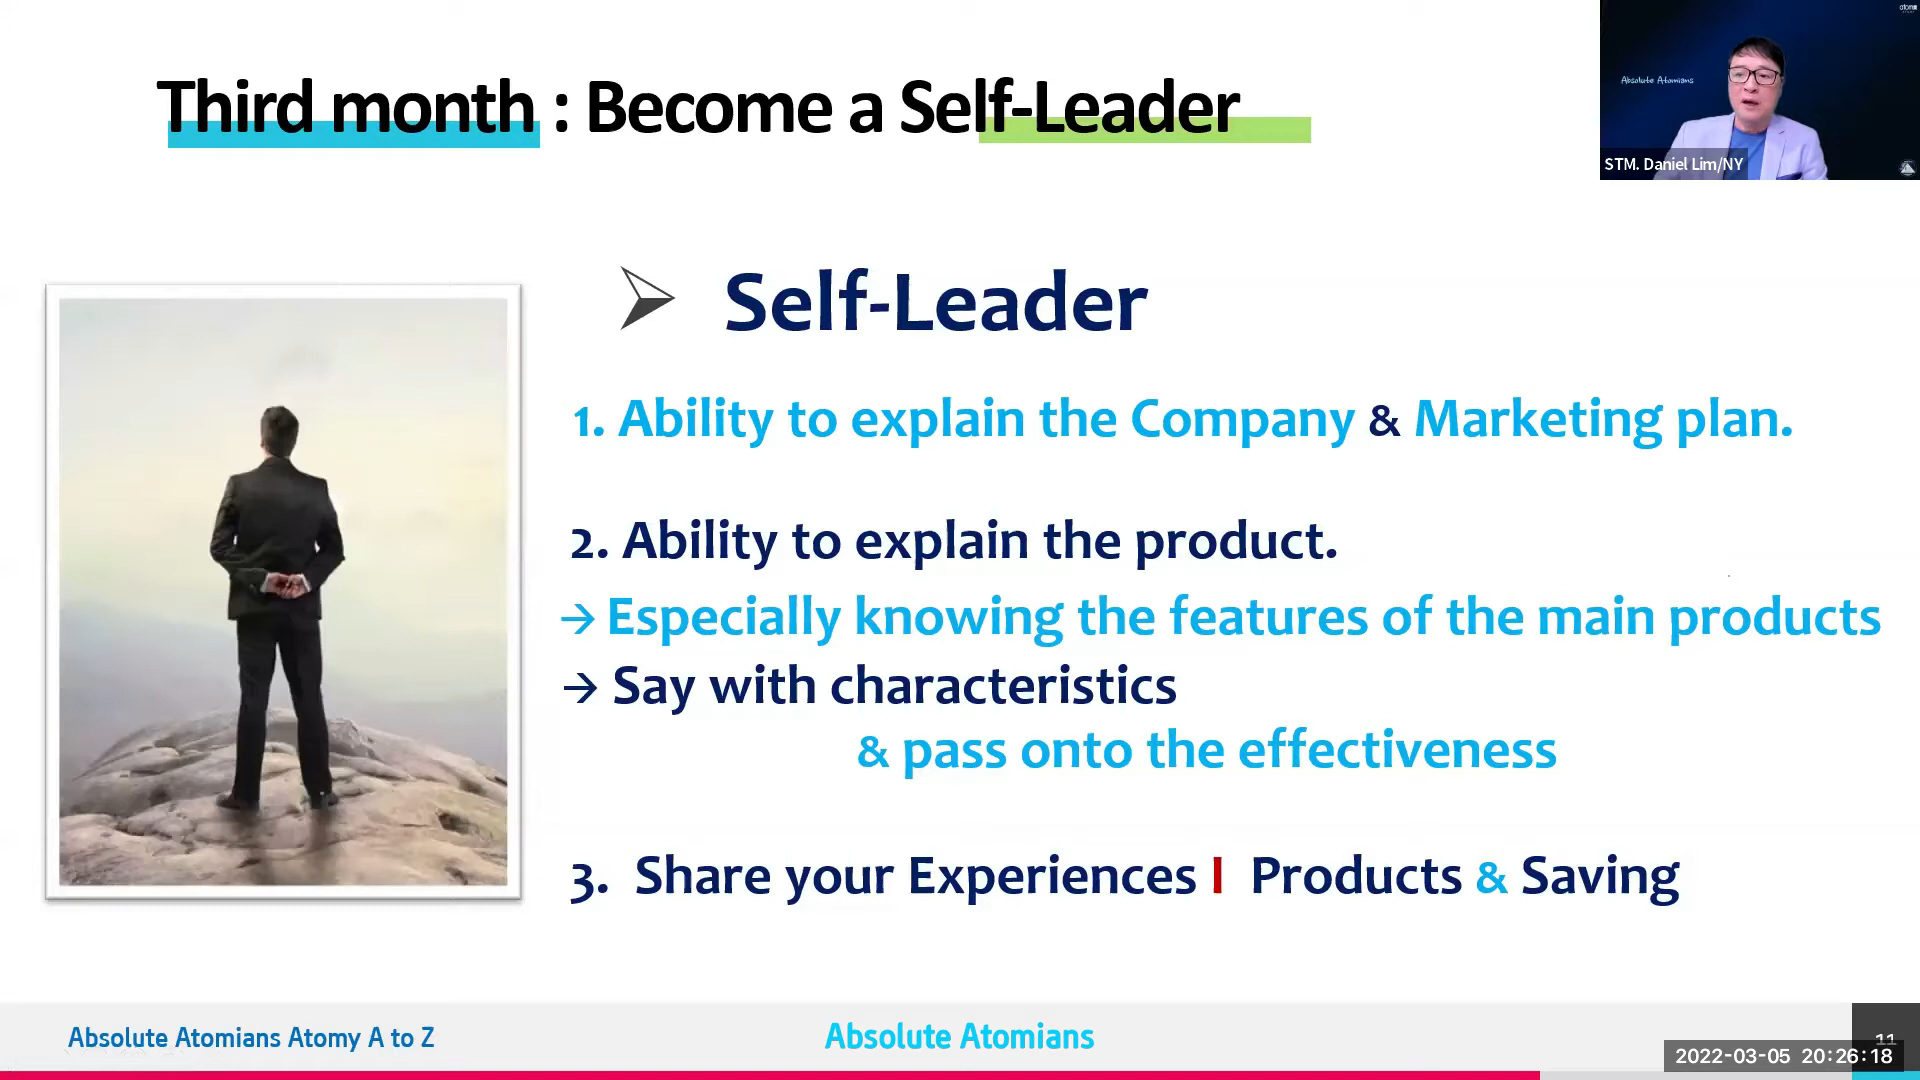 Third month : Become a Self-Leader
Absolute Atomians
STM. Daniel Lim/NY
➢ Self-Leader
1. Ability to explain the Company & Marketing plan.
2. Ability to explain the product.
→ Especially knowing the features of the main products
→ Say with characteristics
& pass onto the effectiveness
3. Share your Experiences I Products & Saving
Absolute Atomians Atomy A to Z
Absolute Atomians
11
2022-03-05 20:26:18